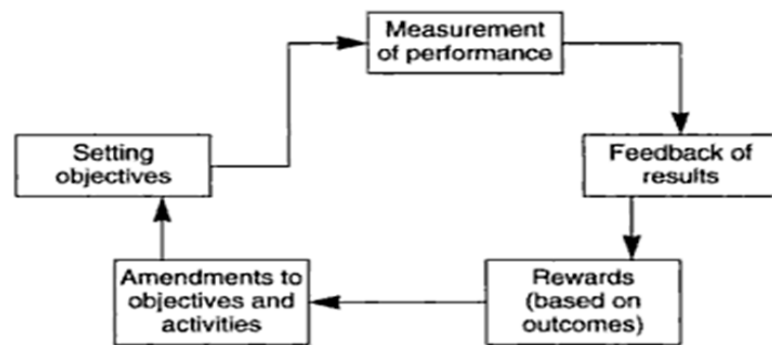 Measurement
of performance
Setting
objectives
Feedback of
results
Amendments to
objectives and
activities
Rewards
(based on
outcomes)